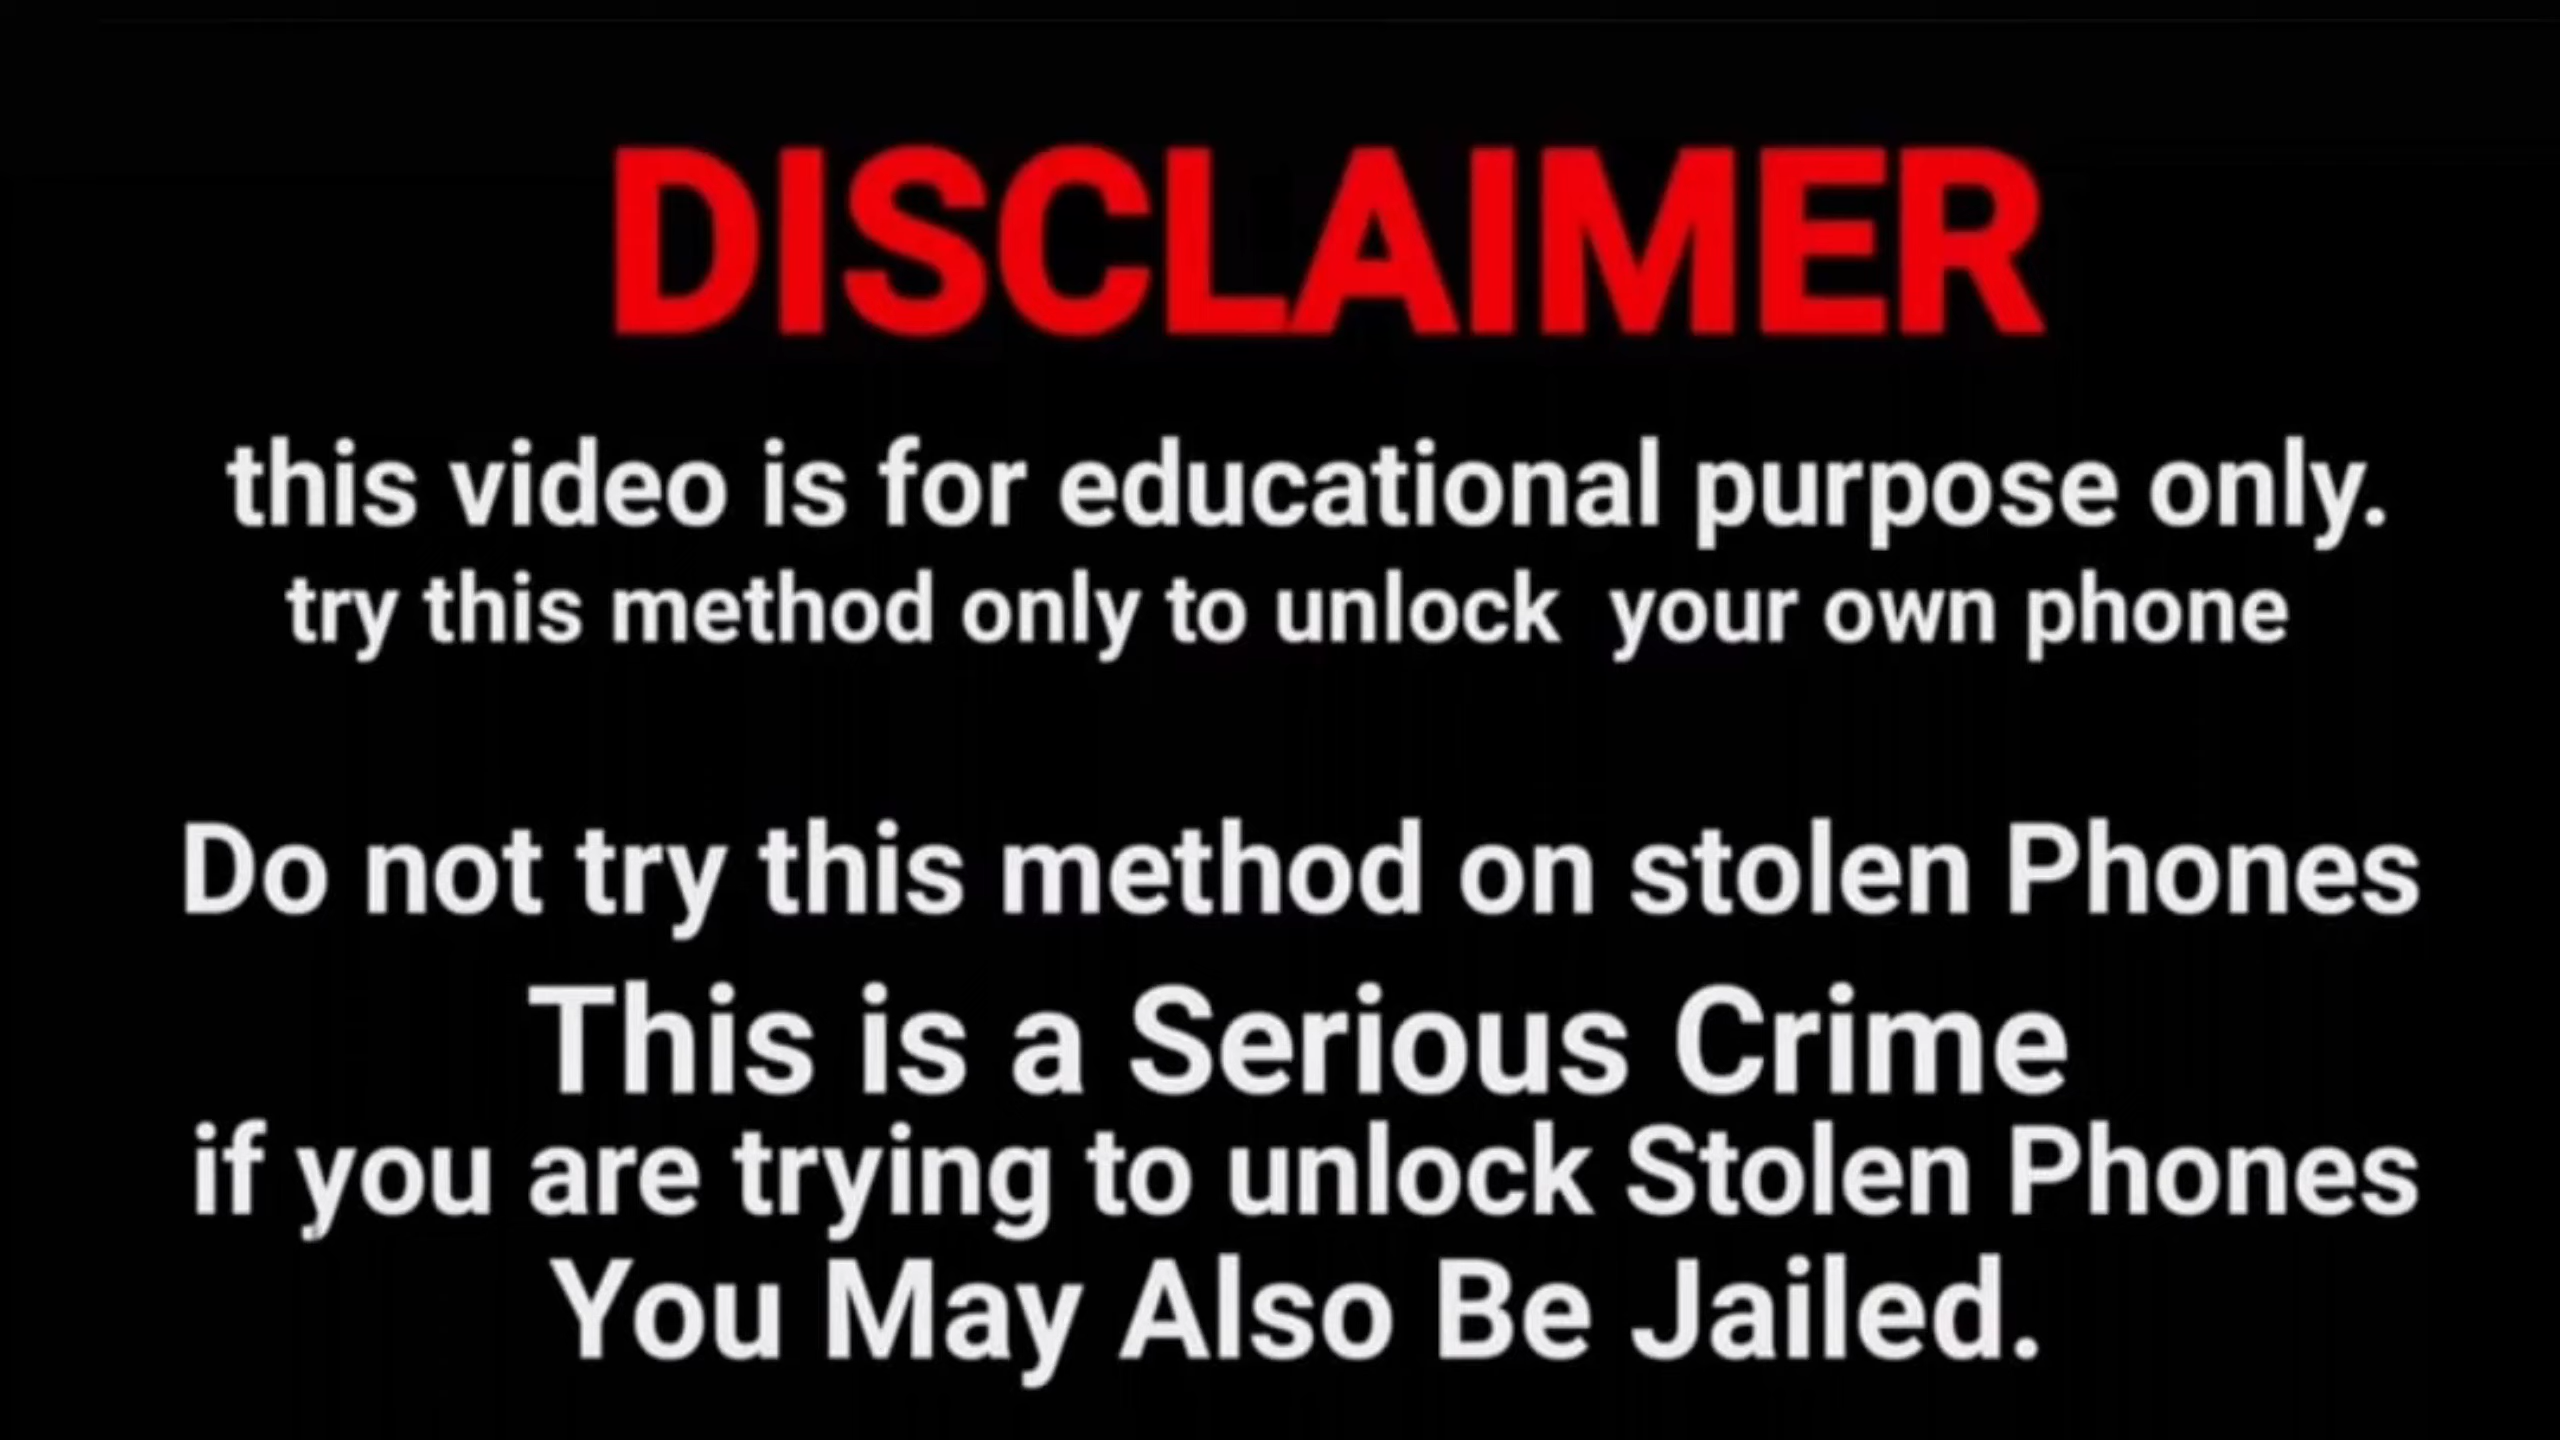 DISCLAIMER
this video is for educational purpose only.
try this method only to unlock  your own phone
Do not try this method on stolen Phones
This is a Serious Crime
if you are trying to unlock Stolen Phones
You May Also Be Jailed.